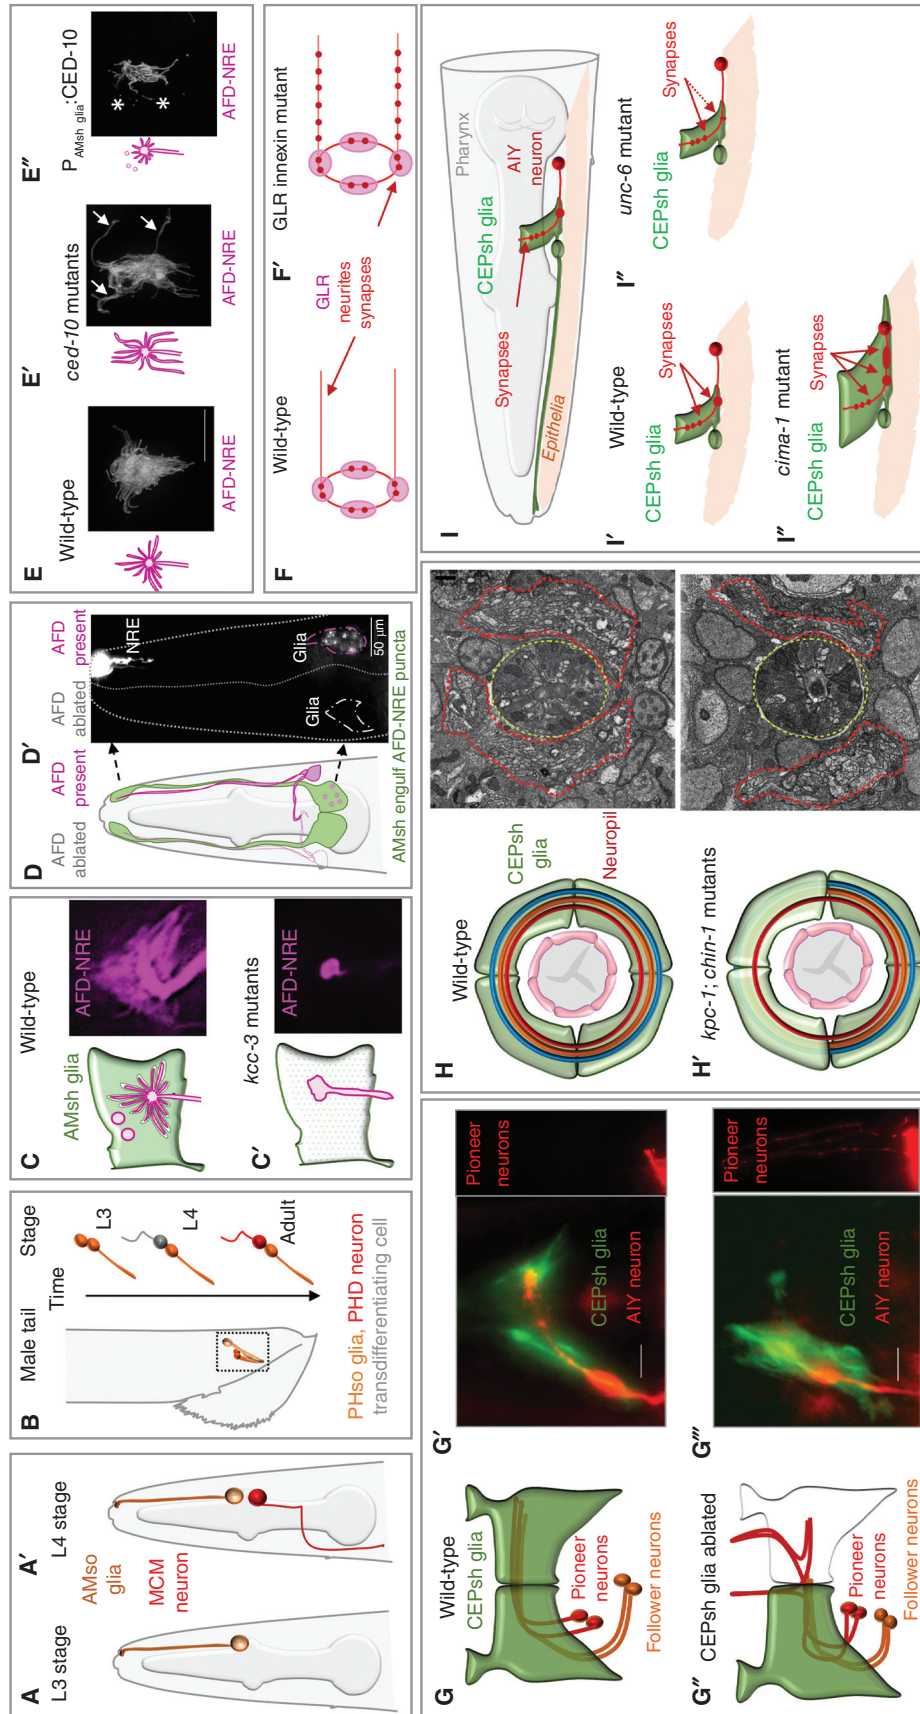 A
L3 stage
A′
L4 stage
AMso
glia
MCM
neuron
B
Male tail
Stage
Time
L3
L4
Adult
PHso glia, PHD neuron
transdifferentiating cell
C
Wild-type
AMsh glia
AFD-NRE
C′
kcc-3 mutants
AFD-NRE
D
AFD
ablated
AFD
present
D′
AFD
ablated
AFD
present
NRE
Glia
Glia
50 µm
AMsh engulf AFD-NRE puncta
E
Wild-type
AFD-NRE
E′
ced-10 mutants
AFD-NRE
E″
P AMsh glia:CED-10
* *
AFD-NRE
F
Wild-type
GLR
neurites
synapses
F′
GLR innexin mutant
G
Wild-type
CEPsh glia
Pioneer
neurons
Follower neurons
G′
CEPsh glia
AIY neuron
Pioneer
neurons
G″
CEPsh glia ablated
Pioneer
neurons
Follower neurons
G‴
CEPsh glia
AIY neuron
Pioneer
neurons
H
Wild-type
CEPsh
glia
Neuropil
H′
kpc-1; chin-1 mutants
I
Pharynx
CEPsh glia
AIY
neuron
Synapses
Epithelia
I′
Wild-type
CEPsh glia
Synapses
I″
unc-6 mutant
CEPsh glia
Synapses
I″
cima-1 mutant
CEPsh glia
Synapses